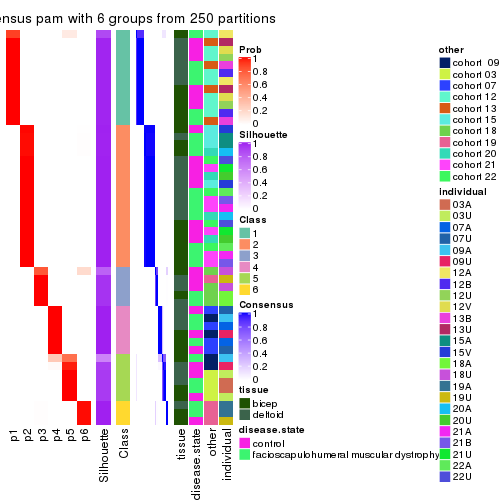 ensus pam with 6 groups from 250 partitions
Prob
1
0.8
0.6
0.4
0.2
0
Silhouette
1
0.8
0.6
0.4
0.2
0
Class
1
2
3
4
5
6
Consensus
1
0.8
0.6
0.4
0.2
0
tissue
bicep
deltoid
disease.state
control
facioscapulohumeral muscular dystrophy
other
cohort 09
cohort 03
cohort 07
cohort 12
cohort 13
cohort 15
cohort 18
cohort 19
cohort 20
cohort 21
cohort 22
individual
03A
03U
07A
07U
09A
09U
12A
12B
12U
12V
13B
13U
15A
15V
18A
18U
19A
19U
20A
20U
21A
21B
21U
22A
22U
p1
p2
p3
p4
p5
p6
Silhouette
Class
tissue
disease.state
other
individual